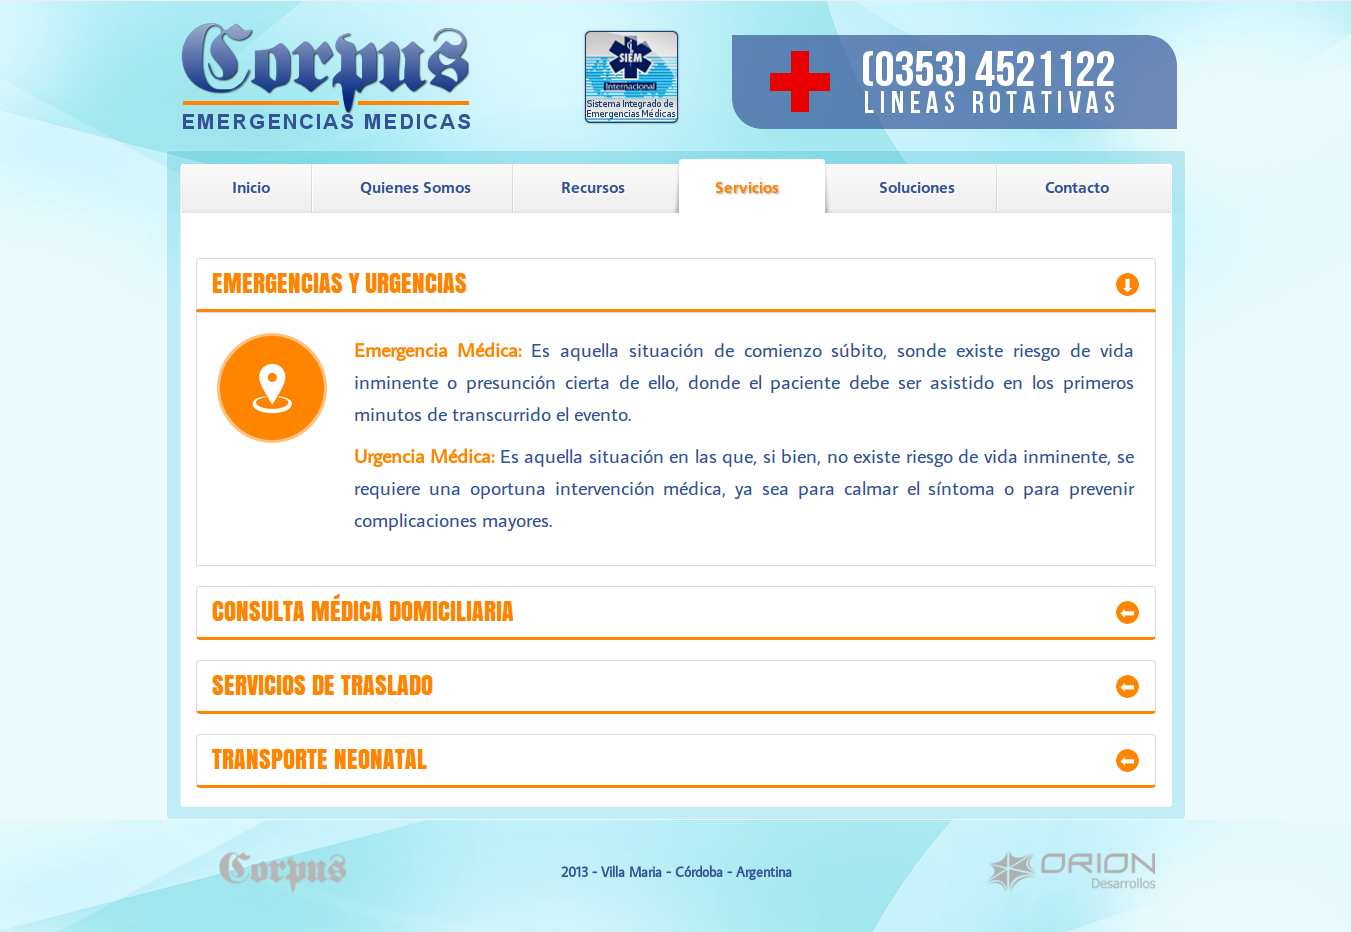 Corpus
EMERGENCIAS MEDICAS
SIEM
Internacional
Sistema Integrado de
Emergencias Médicas
(0353) 4521122
LINEAS ROTATIVAS
Inicio
Quienes Somos
Recursos
Servicios
Soluciones
Contacto
EMERGENCIAS Y URGENCIAS
Emergencia Médica: Es aquella situación de comienzo súbito, sonde existe riesgo de vida
inminente o presunción cierta de ello, donde el paciente debe ser asistido en los primeros
minutos de transcurrido el evento.
Urgencia Médica: Es aquella situación en las que, si bien, no existe riesgo de vida inminente, se
requiere una oportuna intervención médica, ya sea para calmar el síntoma o para prevenir
complicaciones mayores.
CONSULTA MÉDICA DOMICILIARIA
SERVICIOS DE TRASLADO
TRANSPORTE NEONATAL
Corpus
2013 - Villa Maria - Córdoba - Argentina
ORION
Desarrollos